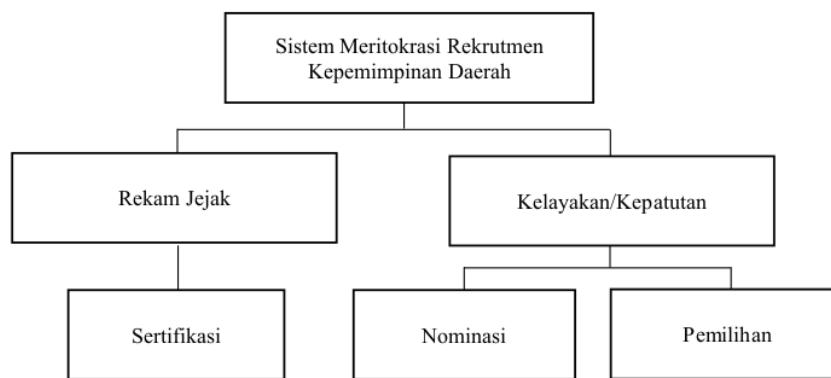 Sistem Meritokrasi Rekrutmen
Kepemimpinan Daerah
Rekam Jejak
Kelayakan/Kepatutan
Sertifikasi
Nominasi
Pemilihan